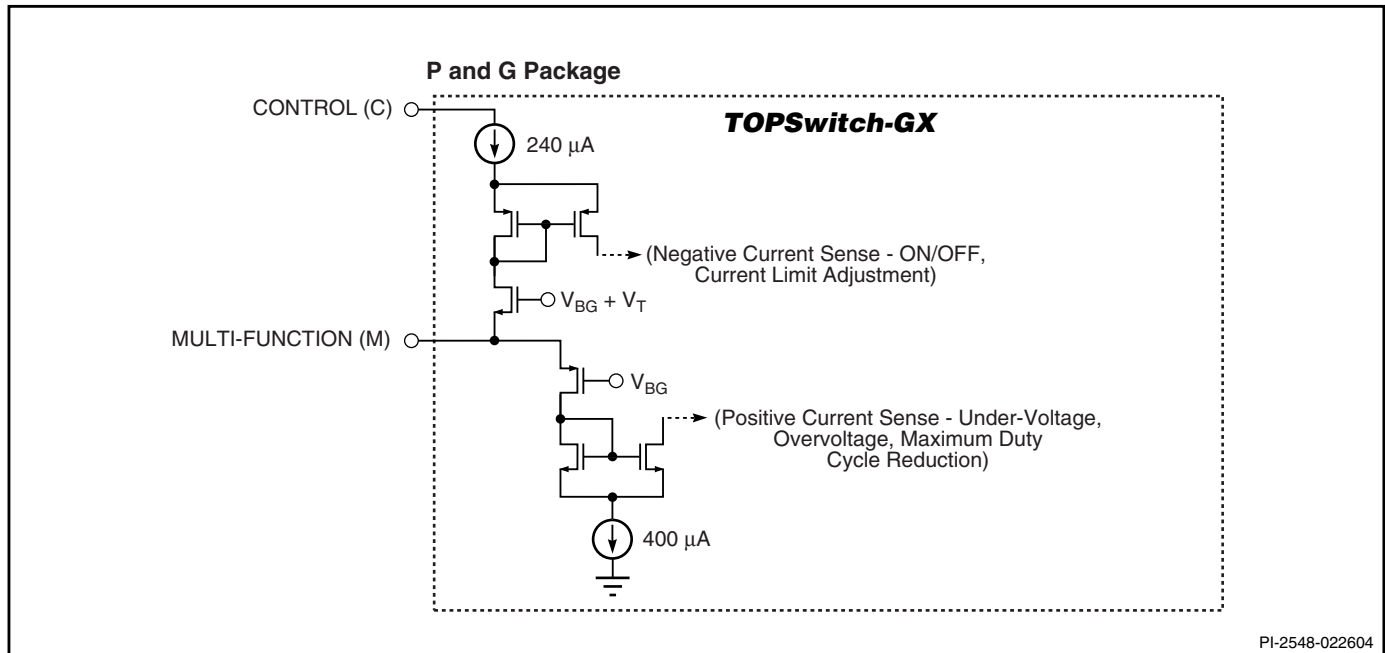 P and G Package
CONTROL (C)
TOPSwitch-GX
240 μA
(Negative Current Sense - ON/OFF,
Current Limit Adjustment)
V_BG + V_T
MULTI-FUNCTION (M)
V_BG
(Positive Current Sense - Under-Voltage,
Overvoltage, Maximum Duty
Cycle Reduction)
400 μA
PI-2548-022604